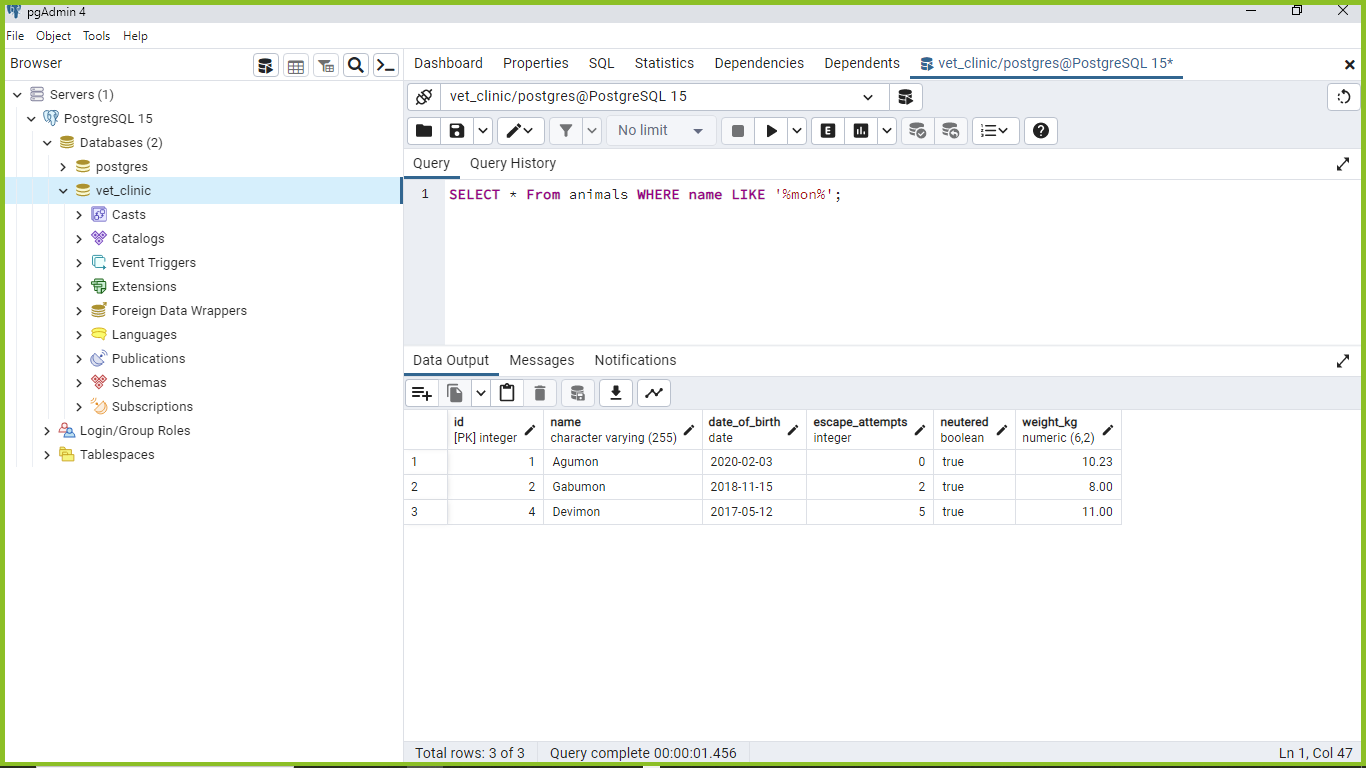 pgAdmin 4
File Object Tools Help
Browser
Dashboard Properties SQL Statistics Dependencies Dependents vet_clinic/postgres@PostgreSQL 15*
Servers (1)
PostgreSQL 15
Databases (2)
postgres
vet_clinic
Casts
Catalogs
Event Triggers
Extensions
Foreign Data Wrappers
Languages
Publications
Schemas
Subscriptions
Login/Group Roles
Tablespaces
vet_clinic/postgres@PostgreSQL 15
No limit
E
Query Query History
1 SELECT * From animals WHERE name LIKE '%mon%';
Data Output Messages Notifications
id name date_of_birth escape_attempts neutered weight_kg
[PK] integer character varying (255) date integer boolean numeric (6,2)
1 1 Agumon 2020-02-03 0 true 10.23
2 2 Gabumon 2018-11-15 2 true 8.00
3 4 Devimon 2017-05-12 5 true 11.00
Total rows: 3 of 3 Query complete 00:00:01.456 Ln 1, Col 47